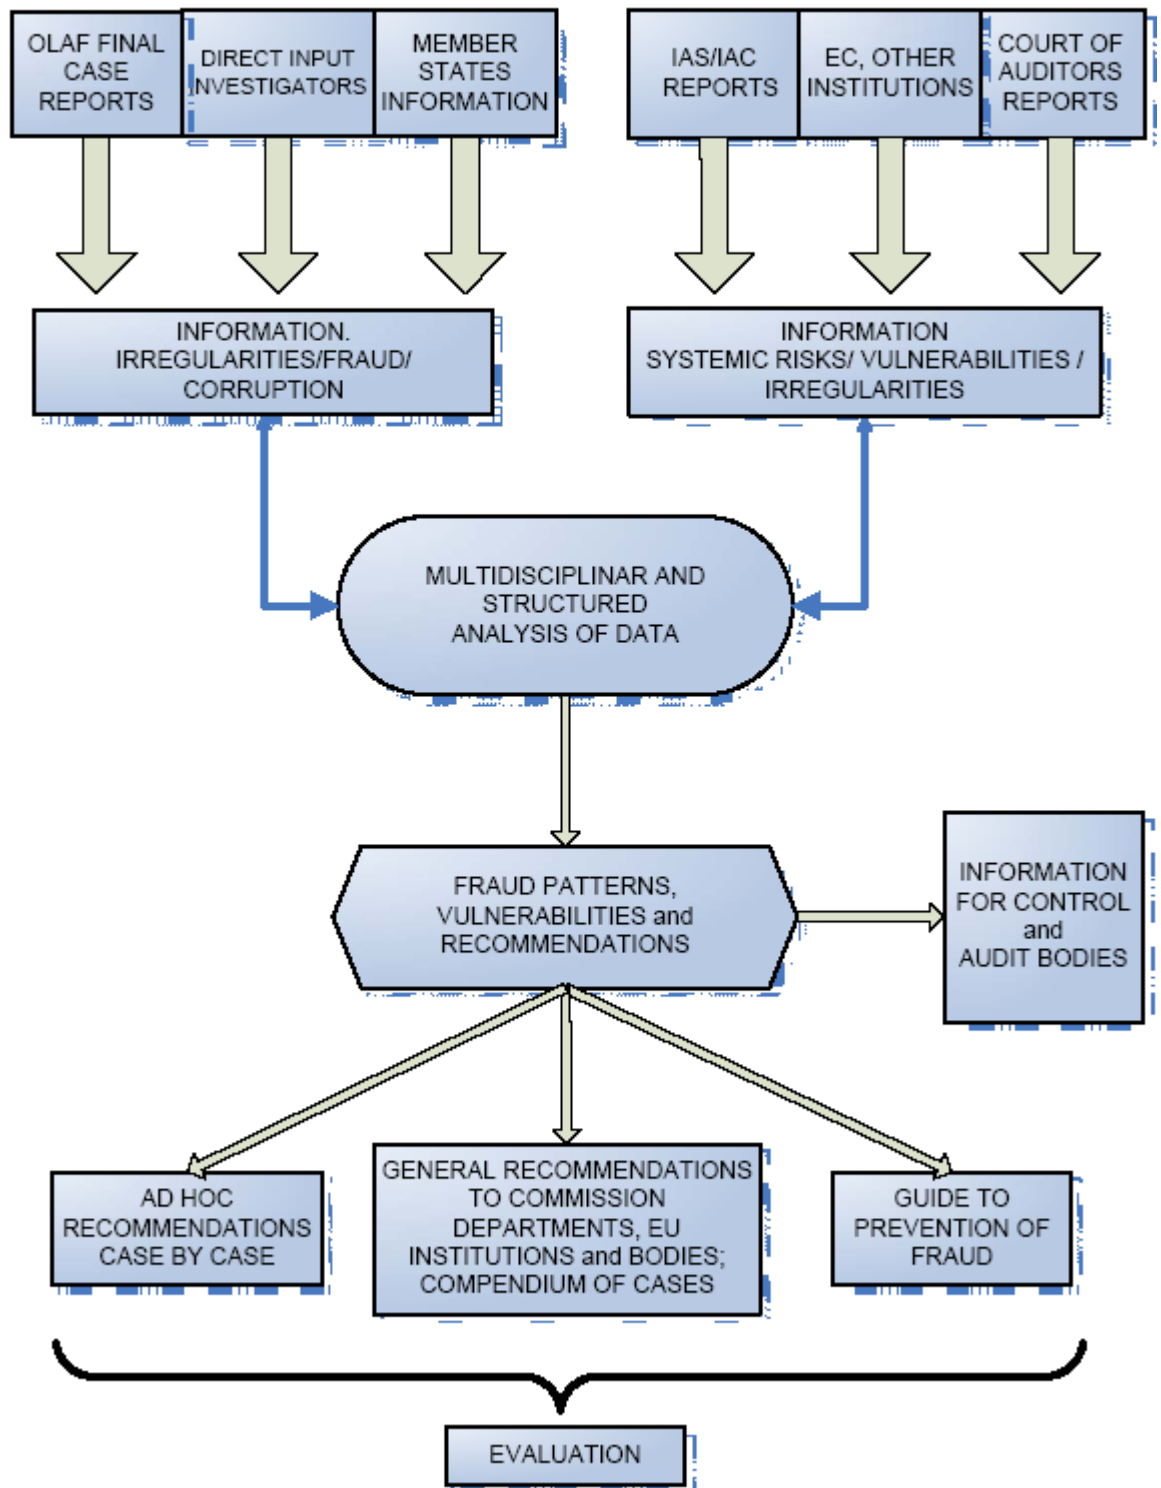 OLAF FINAL
CASE
REPORTS
DIRECT INPUT
INVESTIGATORS
MEMBER
STATES
INFORMATION
IAS/IAC
REPORTS
EC, OTHER
INSTITUTIONS
COURT OF
AUDITORS
REPORTS
INFORMATION.
IRREGULARITIES/FRAUD/
CORRUPTION
INFORMATION
SYSTEMIC RISKS/ VULNERABILITIES /
IRREGULARITIES
MULTIDISCIPLINAR AND
STRUCTURED
ANALYSIS OF DATA
FRAUD PATTERNS,
VULNERABILITIES and
RECOMMENDATIONS
INFORMATION
FOR CONTROL
and
AUDIT BODIES
AD HOC
RECOMMENDATIONS
CASE BY CASE
GENERAL RECOMMENDATIONS
TO COMMISSION
DEPARTMENTS, EU
INSTITUTIONS and BODIES;
COMPENDIUM OF CASES
GUIDE TO
PREVENTION OF
FRAUD
EVALUATION